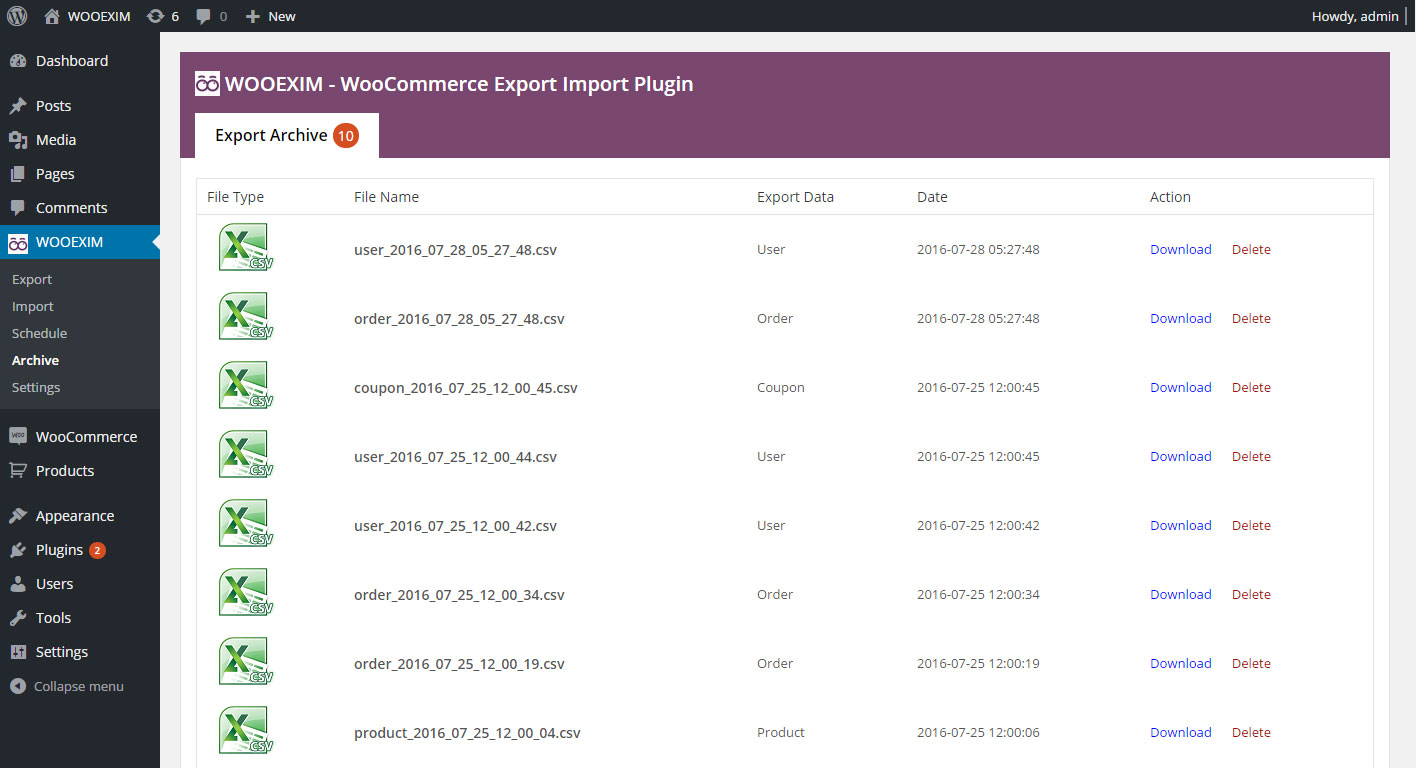 WOOEXIM 6 0 New Howdy, admin
Dashboard
Posts
Media
Pages
Comments
WOOEXIM
Export
Import
Schedule
Archive
Settings
WooCommerce
Products
Appearance
Plugins 2
Users
Tools
Settings
Collapse menu
WOOEXIM - WooCommerce Export Import Plugin
Export Archive 10
File Type File Name Export Data Date Action
CSV user_2016_07_28_05_27_48.csv User 2016-07-28 05:27:48 Download Delete
CSV order_2016_07_28_05_27_48.csv Order 2016-07-28 05:27:48 Download Delete
CSV coupon_2016_07_25_12_00_45.csv Coupon 2016-07-25 12:00:45 Download Delete
CSV user_2016_07_25_12_00_44.csv User 2016-07-25 12:00:45 Download Delete
CSV user_2016_07_25_12_00_42.csv User 2016-07-25 12:00:42 Download Delete
CSV order_2016_07_25_12_00_34.csv Order 2016-07-25 12:00:34 Download Delete
CSV order_2016_07_25_12_00_19.csv Order 2016-07-25 12:00:19 Download Delete
CSV product_2016_07_25_12_00_04.csv Product 2016-07-25 12:00:06 Download Delete